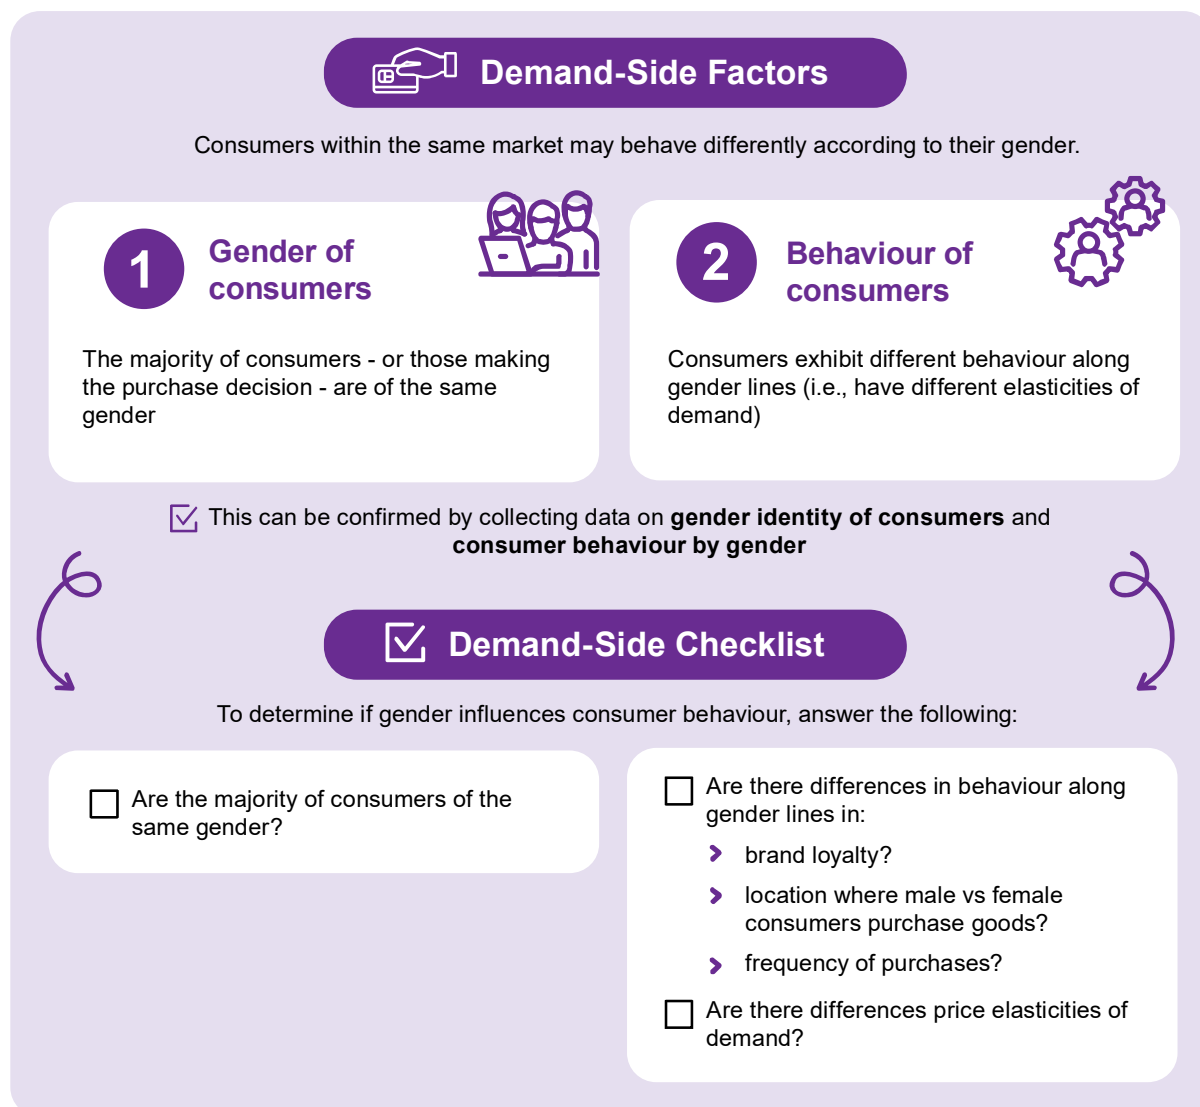 Demand-Side Factors
Consumers within the same market may behave differently according to their gender.
1
Gender of
consumers
The majority of consumers - or those making
the purchase decision - are of the same
gender
2
Behaviour of
consumers
Consumers exhibit different behaviour along
gender lines (i.e., have different elasticities of
demand)
This can be confirmed by collecting data on gender identity of consumers and
consumer behaviour by gender
Demand-Side Checklist
To determine if gender influences consumer behaviour, answer the following:
Are the majority of consumers of the
same gender?
Are there differences in behaviour along
gender lines in:
brand loyalty?
location where male vs female
consumers purchase goods?
frequency of purchases?
Are there differences price elasticities of
demand?